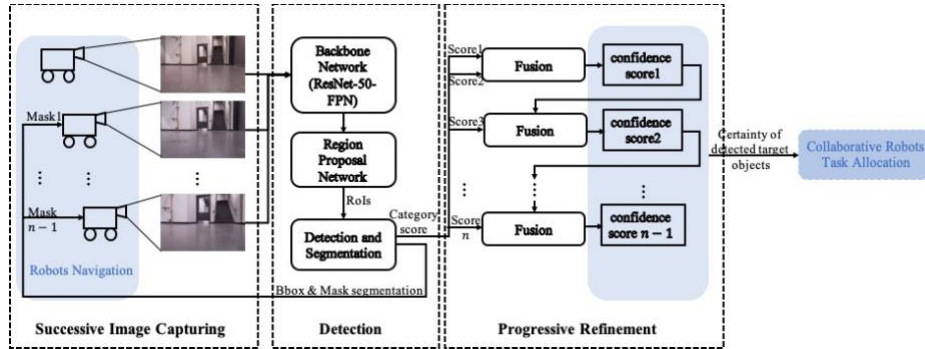 Mask1
Mask
n − 1
Robots Navigation
Successive Image Capturing
Backbone
Network
(ResNet-50-
FPN)
Region
Proposal
Network
RoIs
Detection and
Segmentation
Category
score
Bbox & Mask segmentation
Detection
Score1
Score2
Fusion
confidence
score1
Score3
Fusion
confidence
score2
Score
n
Fusion
confidence
score n − 1
Progressive Refinement
Certainty of
detected target
objects
Collaborative Robots
Task Allocation